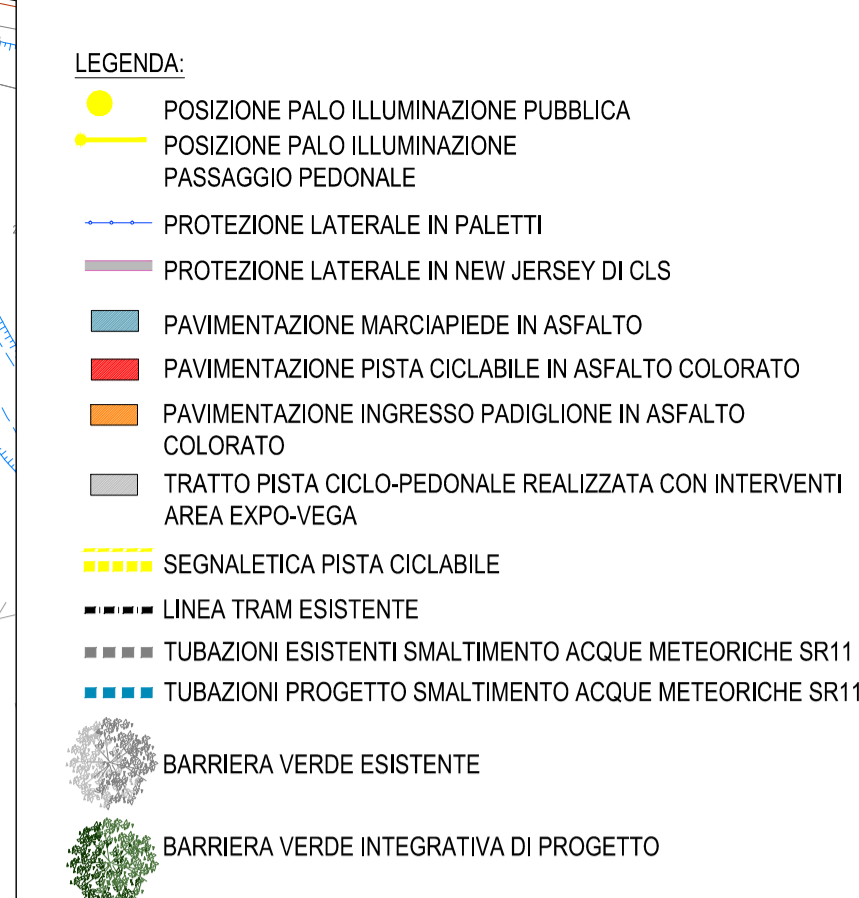 LEGENDA:
POSIZIONE PALO ILLUMINAZIONE PUBBLICA
POSIZIONE PALO ILLUMINAZIONE
PASSAGGIO PEDONALE
PROTEZIONE LATERALE IN PALETTI
PROTEZIONE LATERALE IN NEW JERSEY DI CLS
PAVIMENTAZIONE MARCIAPIEDE IN ASFALTO
PAVIMENTAZIONE PISTA CICLABILE IN ASFALTO COLORATO
PAVIMENTAZIONE INGRESSO PADIGLIONE IN ASFALTO
COLORATO
TRATTO PISTA CICLO-PEDONALE REALIZZATA CON INTERVENTI
AREA EXPO-VEGA
SEGNALETICA PISTA CICLABILE
LINEA TRAM ESISTENTE
TUBAZIONI ESISTENTI SMALTIMENTO ACQUE METEORICHE SR11
TUBAZIONI PROGETTO SMALTIMENTO ACQUE METEORICHE SR11
BARRIERA VERDE ESISTENTE
BARRIERA VERDE INTEGRATIVA DI PROGETTO